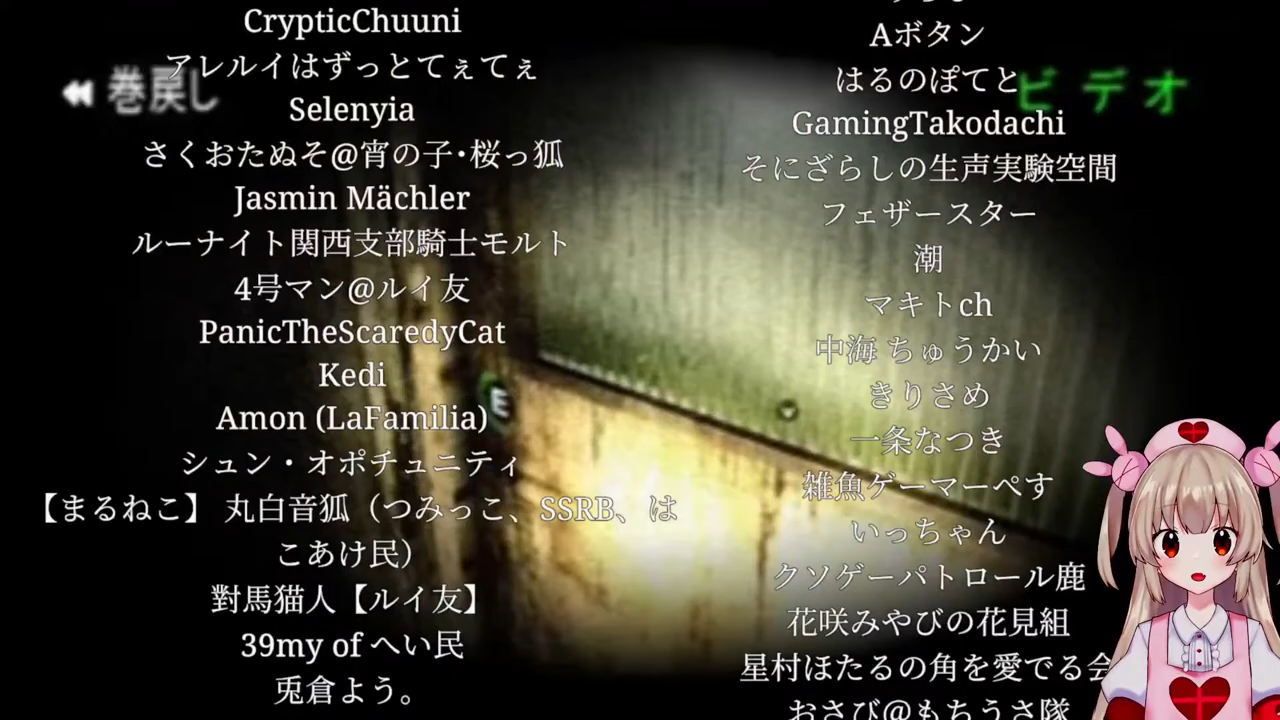 CrypticChuuni
アレルイはずっとてぇてぇ
巻戻し
Selenyia
さくおたぬそ@宵の子・桜っ狐
Jasmin Mächler
ルーナイト関西支部騎士モルト
4号マン@ルイ友
PanicTheScaredyCat
Kedi
Amon (LaFamilia)
E
シュン・オポチュニティ
【まるねこ】 丸白音狐（つみっこ、SSRB、は
こあけ民）
對馬猫人【ルイ友】
39my of へい民
兎倉よう。
Aボタン
はるのぽてと
ビデオ
GamingTakodachi
そにざらしの生声実験空間
フェザースター
潮
マキトch
中海 ちゅうかい
きりさめ
一条なつき
雑魚ゲーマーぺす
いっちゃん
クソゲーパトロール鹿
花咲みやびの花見組
星村ほたるの角を愛でる会
おさび@もちうさ隊